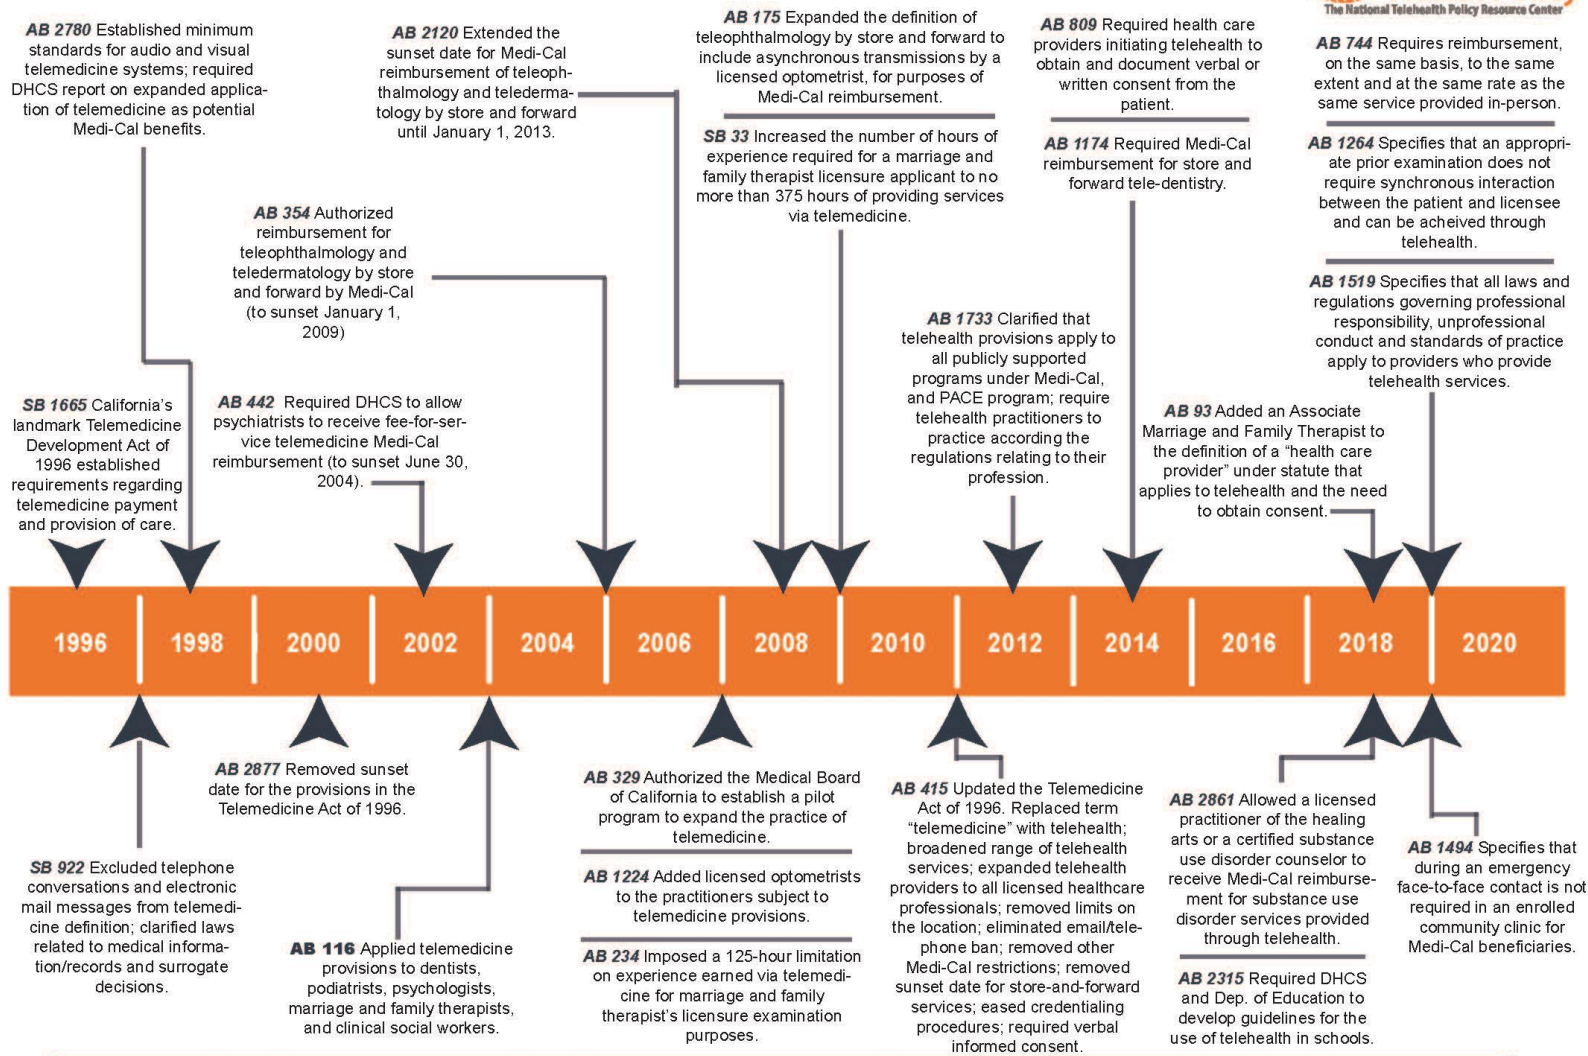 The National Telehealth Policy Resource Center
AB 2780 Established minimum
standards for audio and visual
telemedicine systems; required
DHCS report on expanded applica-
tion of telemedicine as potential
Medi-Cal benefits.
AB 2120 Extended the
sunset date for Medi-Cal
reimbursement of teleoph-
thalmology and telederma-
tology by store and forward
until January 1, 2013.
AB 175 Expanded the definition of
teleophthalmology by store and forward to
include asynchronous transmissions by a
licensed optometrist, for purposes of
Medi-Cal reimbursement.
SB 33 Increased the number of hours of
experience required for a marriage and
family therapist licensure applicant to no
more than 375 hours of providing services
via telemedicine.
AB 809 Required health care
providers initiating telehealth to
obtain and document verbal or
written consent from the
patient.
AB 1174 Required Medi-Cal
reimbursement for store and
forward tele-dentistry.
AB 744 Requires reimbursement,
on the same basis, to the same
extent and at the same rate as the
same service provided in-person.
AB 1264 Specifies that an appropri-
ate prior examination does not
require synchronous interaction
between the patient and licensee
and can be acheived through
telehealth.
AB 1519 Specifies that all laws and
regulations governing professional
responsibility, unprofessional
conduct and standards of practice
apply to providers who provide
telehealth services.
AB 354 Authorized
reimbursement for
teleophthalmology and
teledermatology by store
and forward by Medi-Cal
(to sunset January 1,
2009)
AB 1733 Clarified that
telehealth provisions apply to
all publicly supported
programs under Medi-Cal,
and PACE program; require
telehealth practitioners to
practice according the
regulations relating to their
profession.
SB 1665 California's
landmark Telemedicine
Development Act of
1996 established
requirements regarding
telemedicine payment
and provision of care.
AB 442 Required DHCS to allow
psychiatrists to receive fee-for-ser-
vice telemedicine Medi-Cal
reimbursement (to sunset June 30,
2004).
AB 93 Added an Associate
Marriage and Family Therapist to
the definition of a “health care
provider” under statute that
applies to telehealth and the need
to obtain consent.
1996 1998 2000 2002 2004 2006 2008 2010 2012 2014 2016 2018 2020
SB 922 Excluded telephone
conversations and electronic
mail messages from telemedi-
cine definition; clarified laws
related to medical informa-
tion/records and surrogate
decisions.
AB 2877 Removed sunset
date for the provisions in the
Telemedicine Act of 1996.
AB 116 Applied telemedicine
provisions to dentists,
podiatrists, psychologists,
marriage and family therapists,
and clinical social workers.
AB 329 Authorized the Medical Board
of California to establish a pilot
program to expand the practice of
telemedicine.
AB 1224 Added licensed optometrists
to the practitioners subject to
telemedicine provisions.
AB 234 Imposed a 125-hour limitation
on experience earned via telemedi-
cine for marriage and family
therapist's licensure examination
purposes.
AB 415 Updated the Telemedicine
Act of 1996. Replaced term
“telemedicine” with telehealth;
broadened range of telehealth
services; expanded telehealth
providers to all licensed healthcare
professionals; removed limits on
the location; eliminated email/tele-
phone ban; removed other
Medi-Cal restrictions; removed
sunset date for store-and-forward
services; eased credentialing
procedures; required verbal
informed consent.
AB 2861 Allowed a licensed
practitioner of the healing
arts or a certified substance
use disorder counselor to
receive Medi-Cal reimburse-
ment for substance use
disorder services provided
through telehealth.
AB 2315 Required DHCS
and Dep. of Education to
develop guidelines for the
use of telehealth in schools.
AB 1494 Specifies that
during an emergency
face-to-face contact is not
required in an enrolled
community clinic for
Medi-Cal beneficiaries.